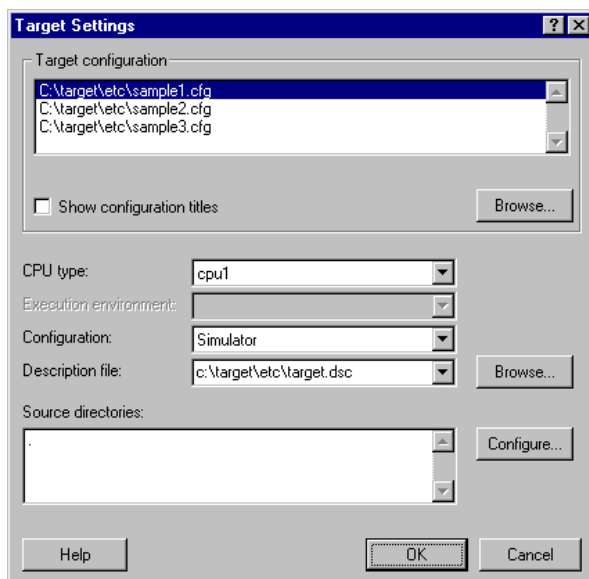 Target Settings
Target configuration
C:\target\etc\sample1.cfg
C:\target\etc\sample2.cfg
C:\target\etc\sample3.cfg
Show configuration titles
Browse...
CPU type:
cpu1
Execution environment:
Configuration:
Simulator
Description file:
c:\target\etc\target.dsc
Browse...
Source directories:
.
Configure...
Help
OK
Cancel